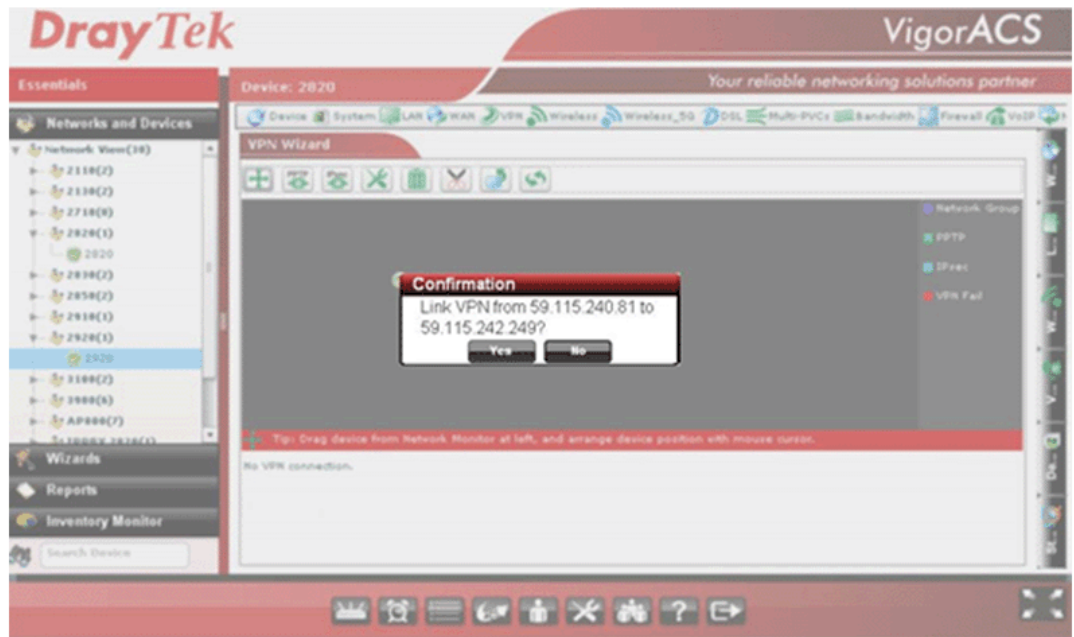 DrayTek
VigorACS
Essentials
Device: 2820
Your reliable networking solutions partner
Networks and Devices
Device System LAN WAN VPN Wireless Wireless_5G DSL Multi-PVCs Bandwidth Firewall VoIP
Network View(38)
2110(2)
2130(2)
2710(8)
2820(1)
2820
2830(2)
2850(2)
2910(1)
2920(1)
2920
3100(2)
3900(6)
AP800(7)
VPN Wizard
Network Group
PPTP
IPsec
VPN Fail
Confirmation
Link VPN from 59.115.240.81 to
59.115.242.249?
Yes No
Tip: Drag device from Network Monitor at left, and arrange device position with mouse cursor.
No VPN connection.
W...
L...
W...
V...
De...
St...
Wizards
Reports
Inventory Monitor
Search Device
?